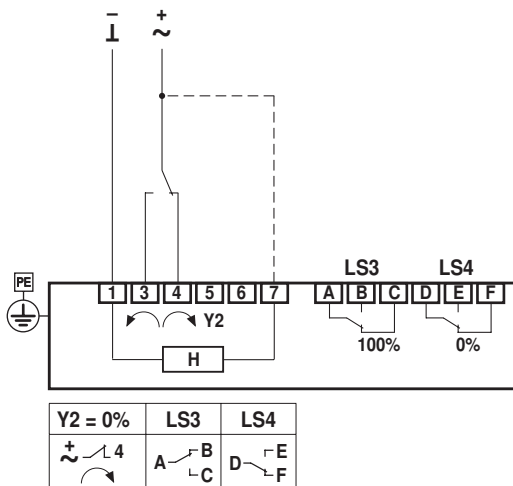 − +
⊥ ~
LS3 LS4
PE
1 3 4 5 6 7 A B C D E F
Y2
100% 0%
H
Y2 = 0% LS3 LS4
+
~ 4
A B C
D E F